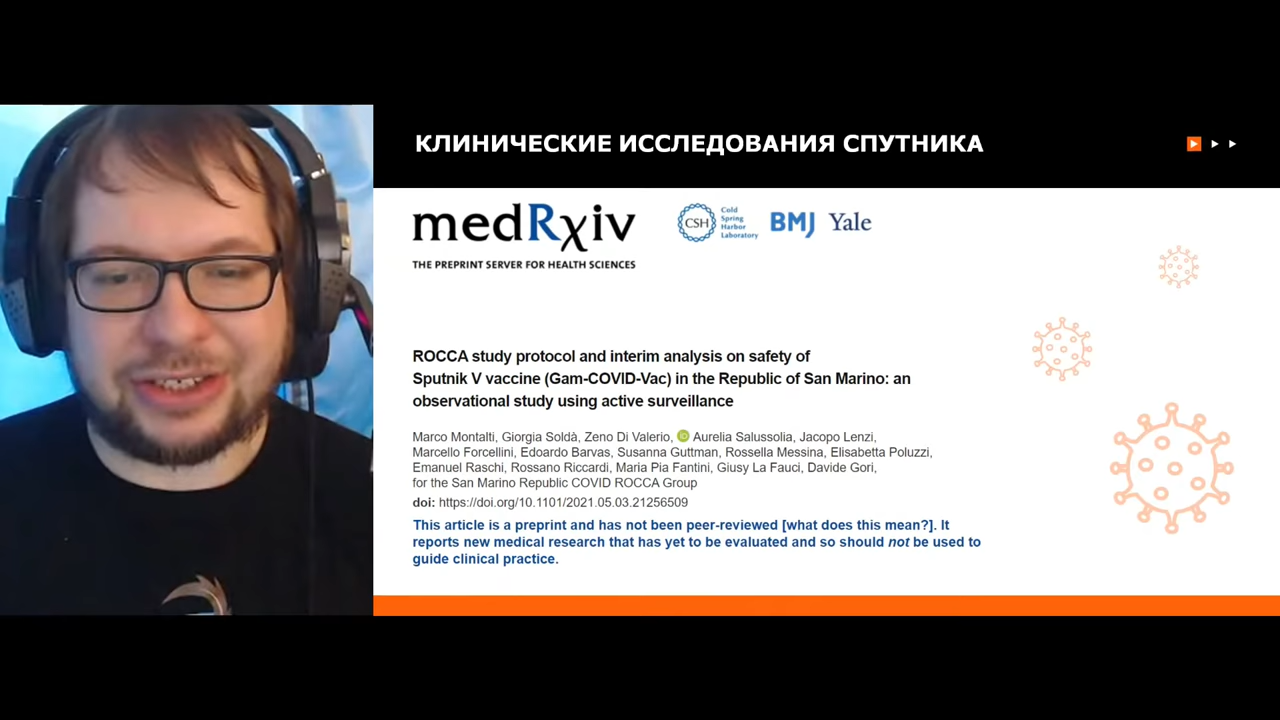 КЛИНИЧЕСКИЕ ИССЛЕДОВАНИЯ СПУТНИКА
medRxiv
THE PREPRINT SERVER FOR HEALTH SCIENCES
CSH Cold
Spring
Harbor
Laboratory
BMJ Yale
ROCCA study protocol and interim analysis on safety of
Sputnik V vaccine (Gam-COVID-Vac) in the Republic of San Marino: an
observational study using active surveillance
Marco Montalti, Giorgia Soldà, Zeno Di Valerio, iD Aurelia Salussolia, Jacopo Lenzi,
Marcello Forcellini, Edoardo Barvas, Susanna Guttman, Rossella Messina, Elisabetta Poluzzi,
Emanuel Raschi, Rossano Riccardi, Maria Pia Fantini, Giusy La Fauci, Davide Gori,
for the San Marino Republic COVID ROCCA Group
doi: https://doi.org/10.1101/2021.05.03.21256509
This article is a preprint and has not been peer-reviewed [what does this mean?]. It
reports new medical research that has yet to be evaluated and so should not be used to
guide clinical practice.